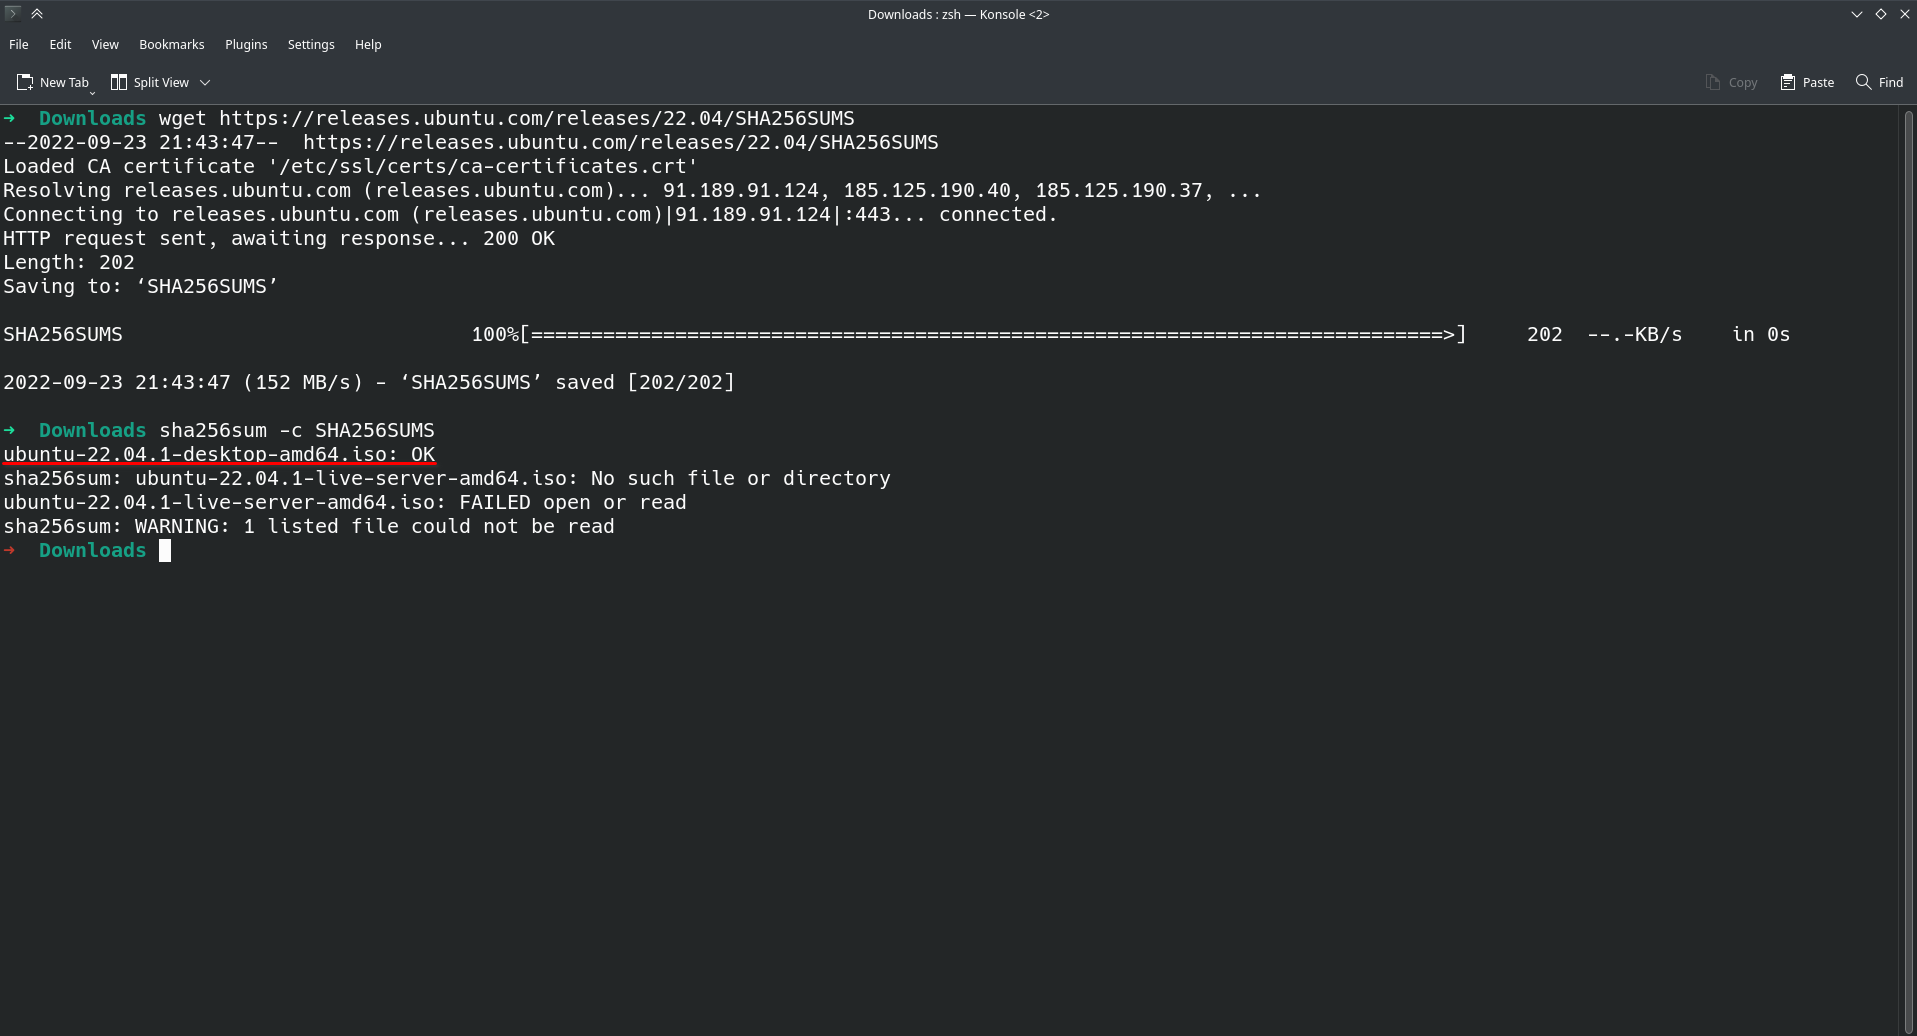 Downloads : zsh — Konsole <2>
File Edit View Bookmarks Plugins Settings Help
New Tab Split View Copy Paste Find
➜  Downloads wget https://releases.ubuntu.com/releases/22.04/SHA256SUMS
--2022-09-23 21:43:47--  https://releases.ubuntu.com/releases/22.04/SHA256SUMS
Loaded CA certificate '/etc/ssl/certs/ca-certificates.crt'
Resolving releases.ubuntu.com (releases.ubuntu.com)... 91.189.91.124, 185.125.190.40, 185.125.190.37, ...
Connecting to releases.ubuntu.com (releases.ubuntu.com)|91.189.91.124|:443... connected.
HTTP request sent, awaiting response... 200 OK
Length: 202
Saving to: ‘SHA256SUMS’
SHA256SUMS 100%[============================================================================>] 202 --.-KB/s in 0s
2022-09-23 21:43:47 (152 MB/s) - ‘SHA256SUMS’ saved [202/202]
➜  Downloads sha256sum -c SHA256SUMS
ubuntu-22.04.1-desktop-amd64.iso: OK
sha256sum: ubuntu-22.04.1-live-server-amd64.iso: No such file or directory
ubuntu-22.04.1-live-server-amd64.iso: FAILED open or read
sha256sum: WARNING: 1 listed file could not be read
➜  Downloads